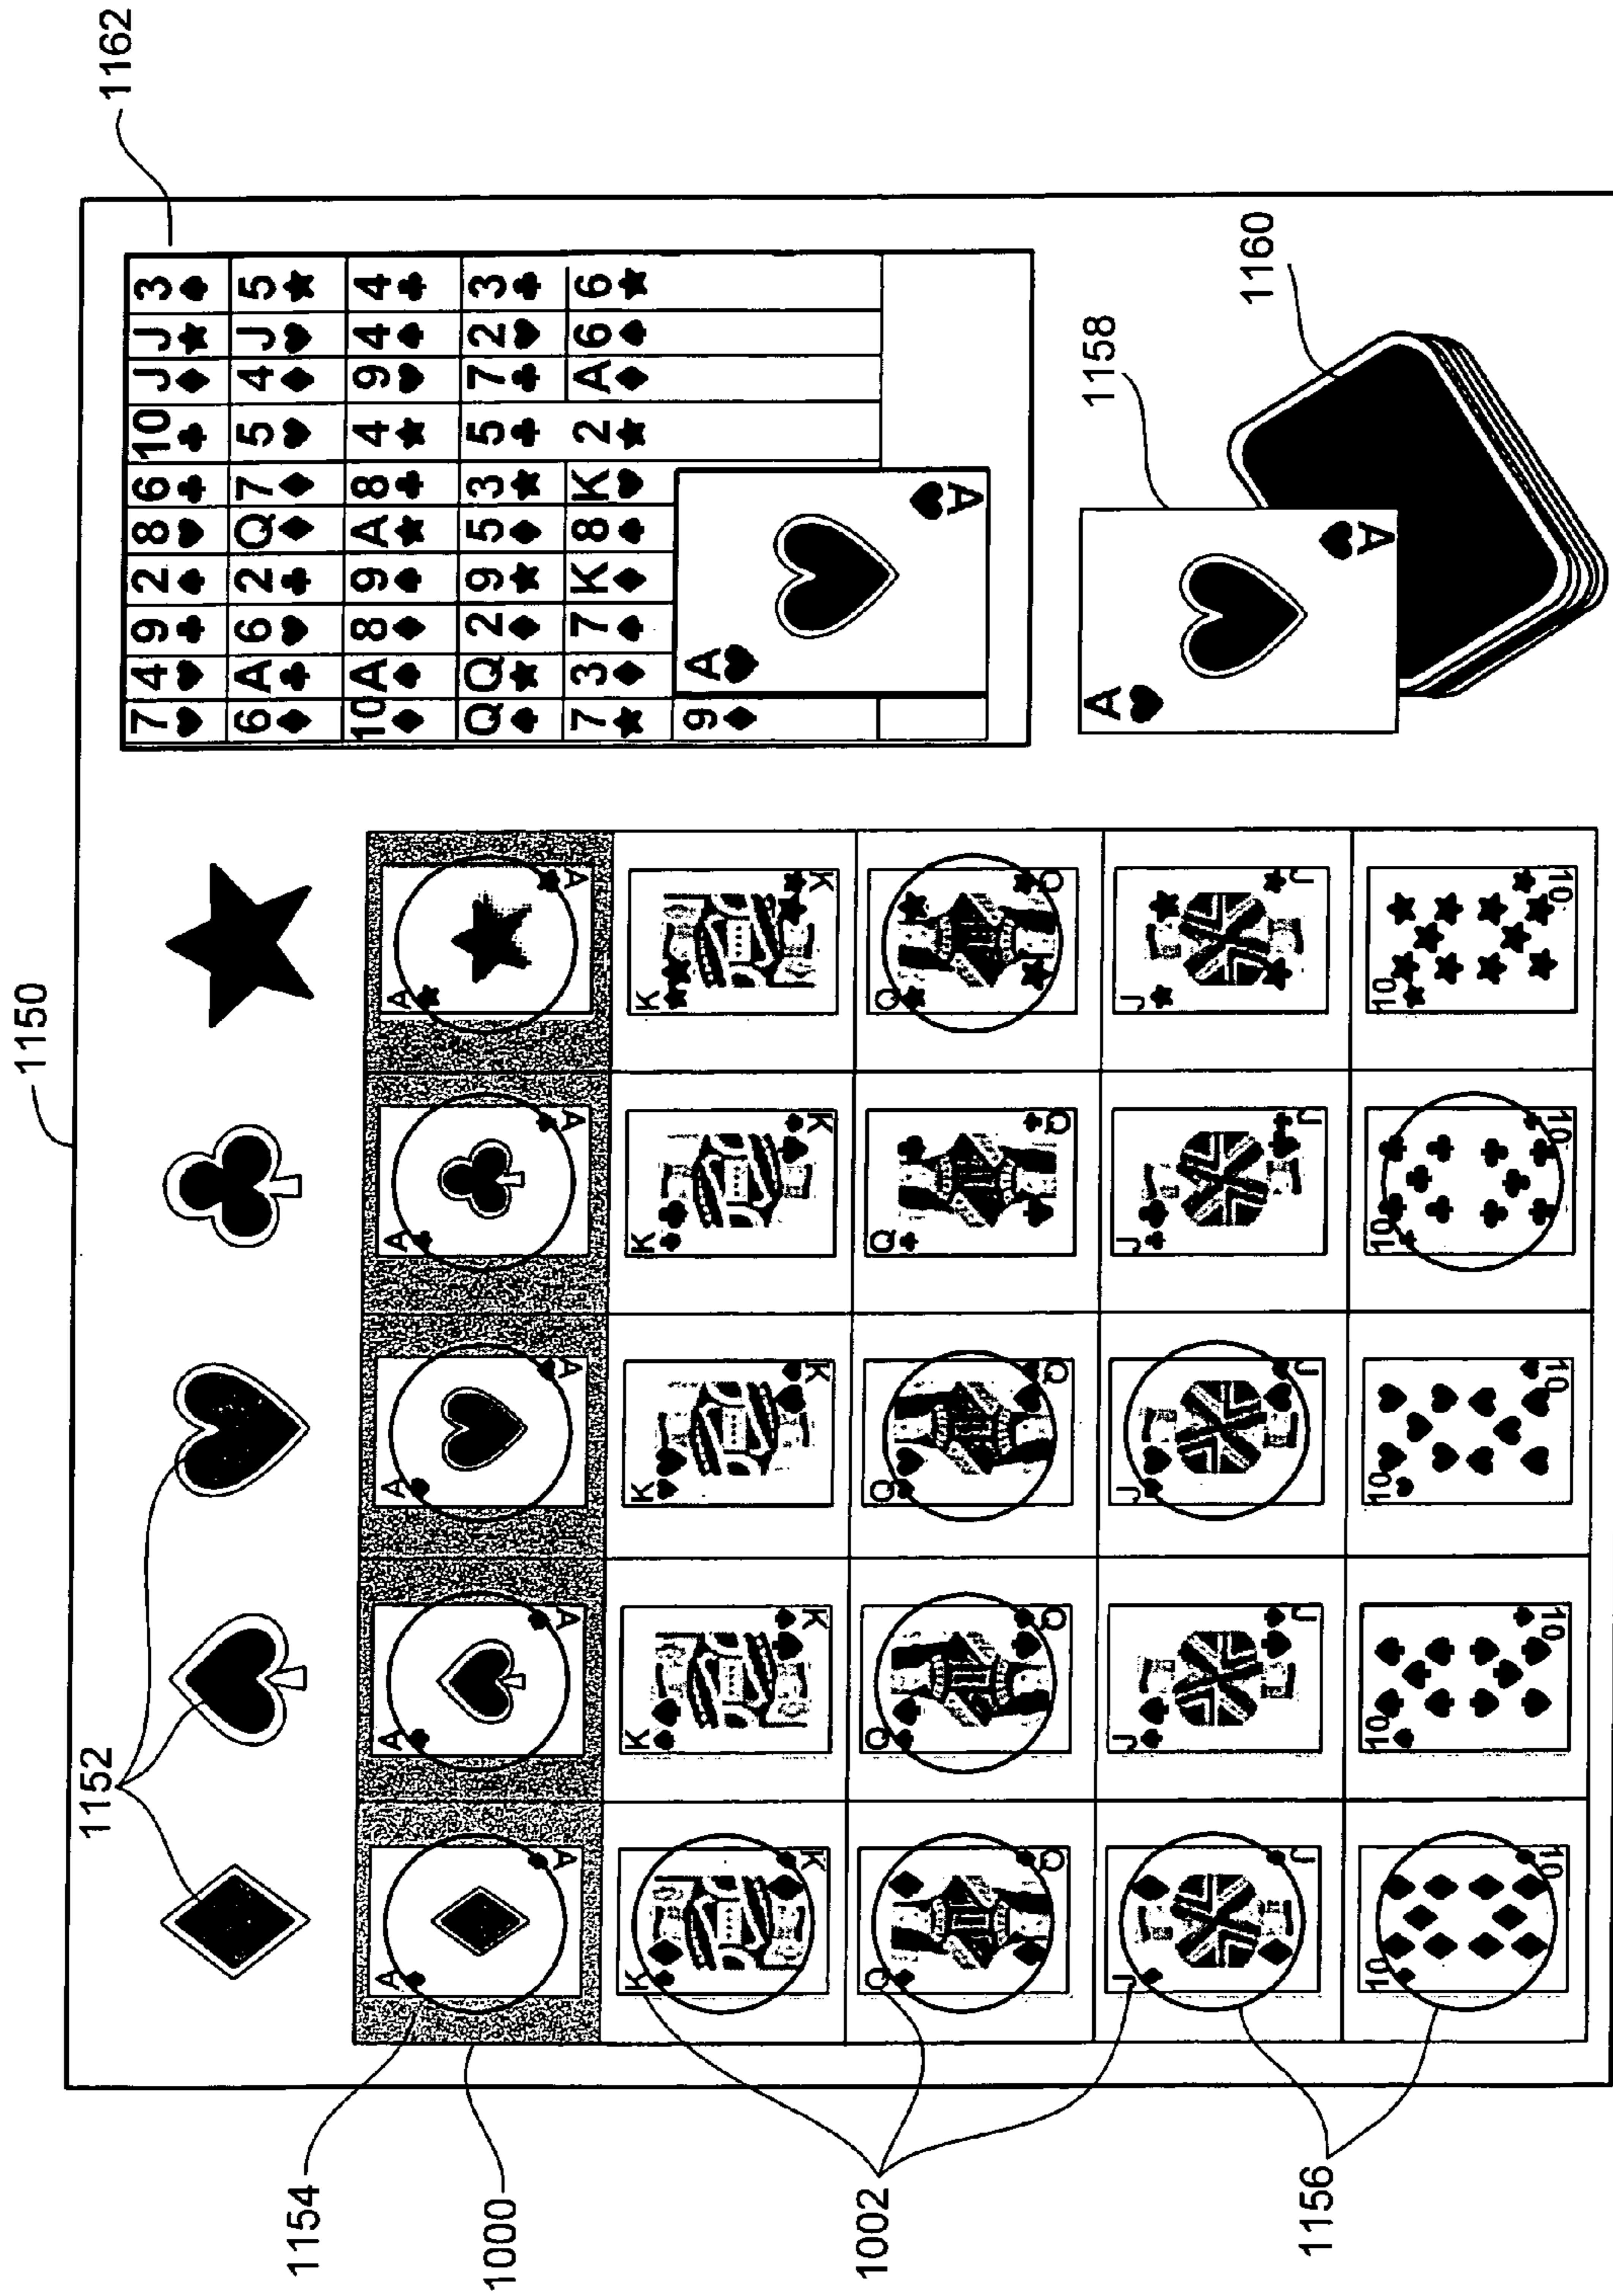 1150
1152
1162
7 4 9 2 8 6 10 J J 3
6 A 6 2 Q 7 5 4 J 5
10 A 8 9 A 8 4 9 4 4
Q Q 2 9 5 3 5 7 2 3
7 3 7 K 8 K 2 A 6 6
9 A
A
1154
1000
A A A A A
A A A A A
K K K K K
K K K K K
1002
Q Q Q Q Q
Q Q Q Q Q
J J J J J
J J J J J
1156
10 10 10 10 10
10 10 10 10 10
1158
A
A
1160